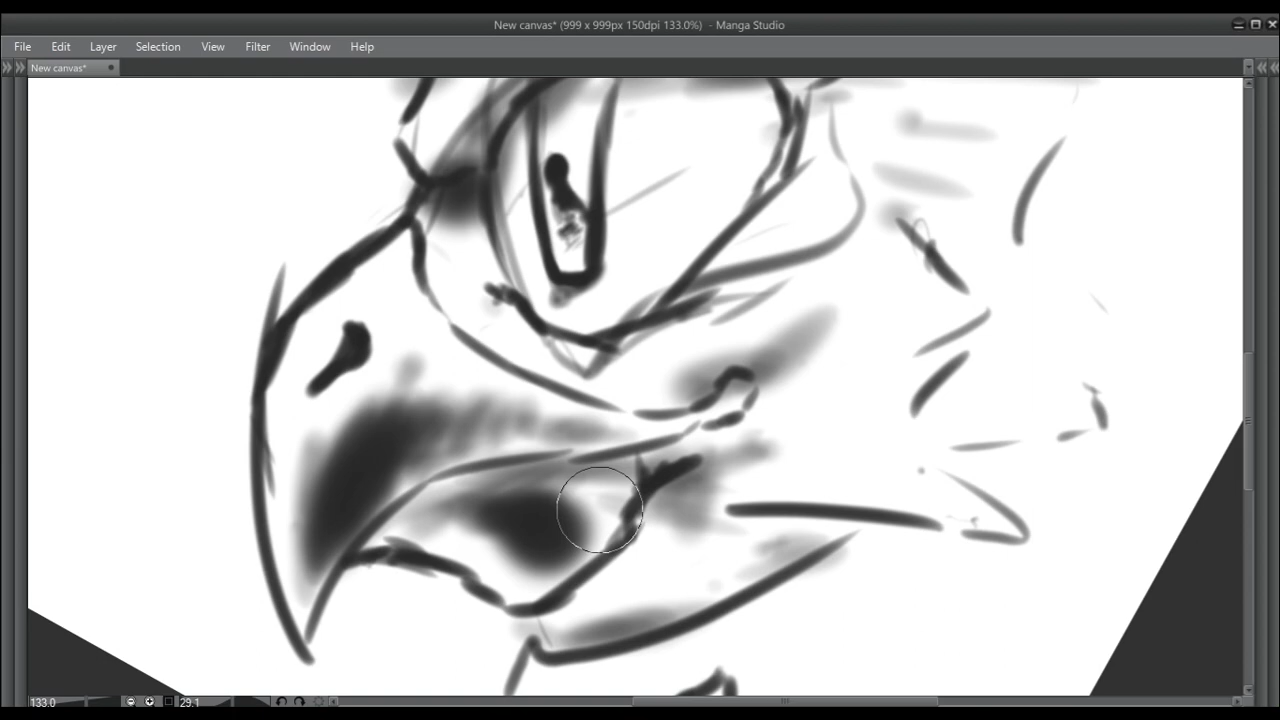 New canvas* (999 x 999px 150dpi 133.0%) - Manga Studio
File Edit Layer Selection View Filter Window Help
New canvas*
133.0 29.1